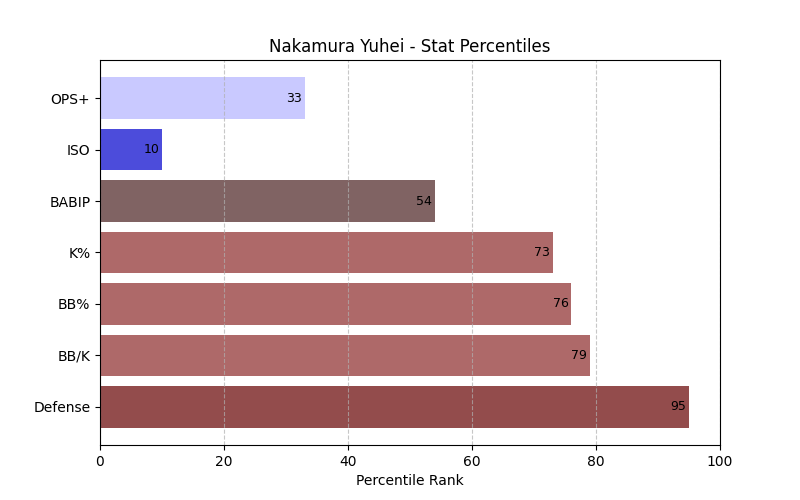 Nakamura Yuhei - Stat Percentiles
OPS+ 33
ISO 10
BABIP 54
K% 73
BB% 76
BB/K 79
Defense 95
0 20 40 60 80 100
Percentile Rank